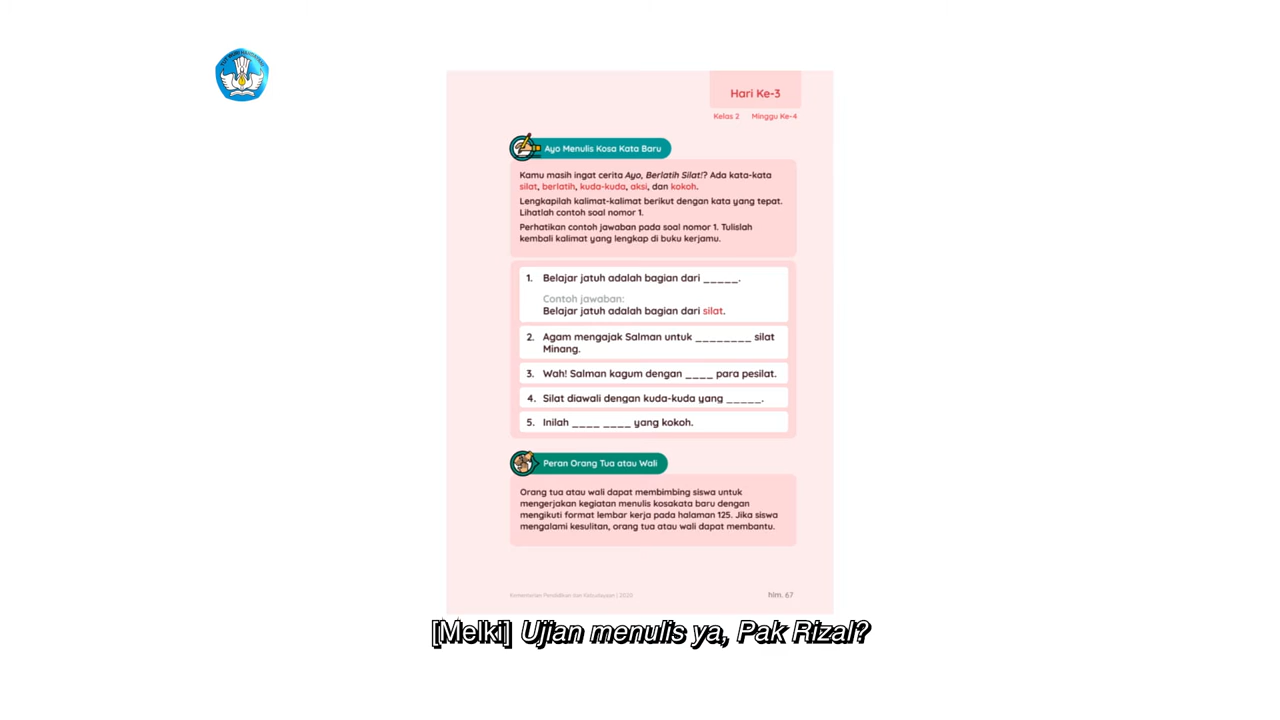 Hari Ke-3
Kelas 2 Minggu Ke-4
Ayo Menulis Kosa Kata Baru
Kamu masih ingat cerita Ayo, Berlatih Silat!? Ada kata-kata
silat, berlatih, kuda-kuda, aksi, dan kokoh.
Lengkapilah kalimat-kalimat berikut dengan kata yang tepat.
Lihatlah contoh soal nomor 1.
Perhatikan contoh jawaban pada soal nomor 1. Tulislah
kembali kalimat yang lengkap di buku kerjamu.
1. Belajar jatuh adalah bagian dari _____.
Contoh jawaban:
Belajar jatuh adalah bagian dari silat.
2. Agam mengajak Salman untuk ________ silat
Minang.
3. Wah! Salman kagum dengan ____ para pesilat.
4. Silat diawali dengan kuda-kuda yang _____.
5. Inilah ____ ____ yang kokoh.
Peran Orang Tua atau Wali
Orang tua atau wali dapat membimbing siswa untuk
mengerjakan kegiatan menulis kosakata baru dengan
mengikuti format lembar kerja pada halaman 125. Jika siswa
mengalami kesulitan, orang tua atau wali dapat membantu.
Kementerian Pendidikan dan Kebudayaan | 2020
hlm. 67
[Melki] Ujian menulis ya, Pak Rizal?